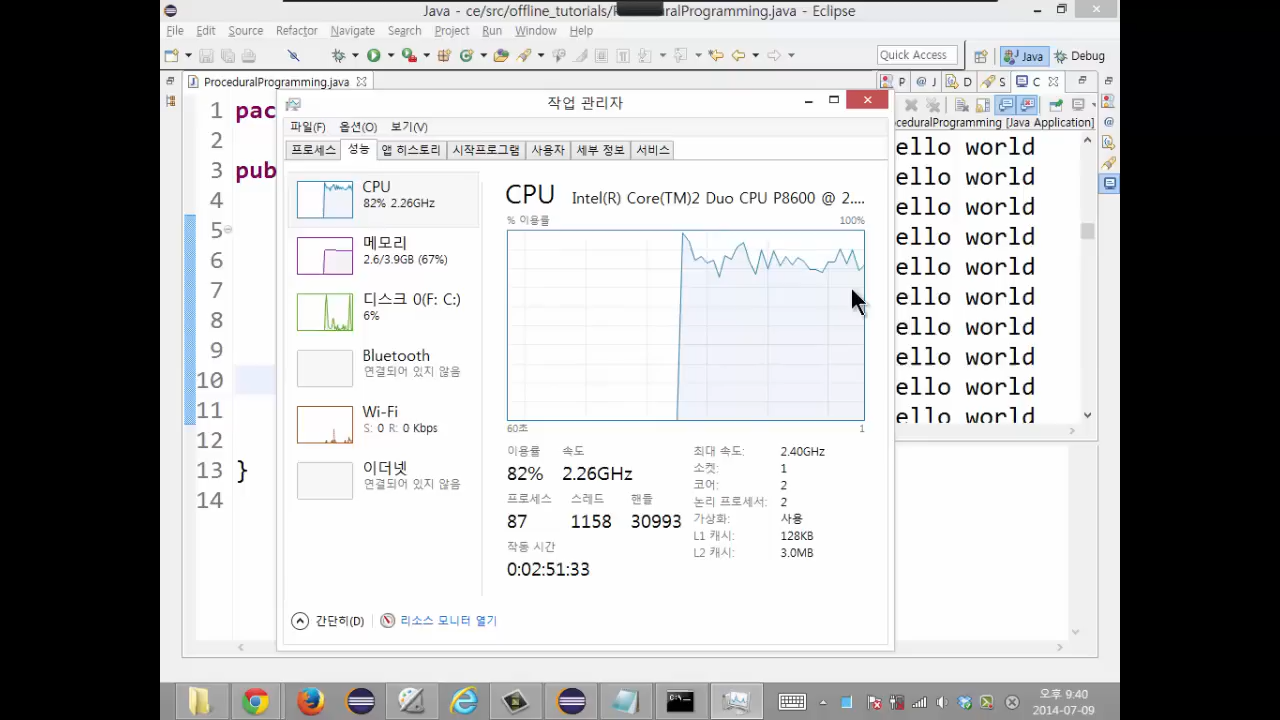 Java - ce/src/offline_tutorials/P    ralProgramming.java - Eclipse
File Edit Source Refactor Navigate Search Project Run Window Help
Quick Access
Java
Debug
ProceduralProgramming.java
P
@ J
D
S
C
ceduralProgramming [Java Application]
1 pac
2
3 pub
4
5
6
7
8
9
10
11
12
13 }
14
작업 관리자
파일(F) 옵션(O) 보기(V)
프로세스 성능 앱 히스토리 시작프로그램 사용자 세부 정보 서비스
CPU
82% 2.26GHz
메모리
2.6/3.9GB (67%)
디스크 0(F: C:)
6%
Bluetooth
연결되어 있지 않음
Wi-Fi
S: 0 R: 0 Kbps
이더넷
연결되어 있지 않음
CPU Intel(R) Core(TM)2 Duo CPU P8600 @ 2....
% 이용률 100%
60초 1
이용률 속도
82% 2.26GHz
프로세스 스레드 핸들
87 1158 30993
작동 시간
0:02:51:33
최대 속도: 2.40GHz
소켓: 1
코어: 2
논리 프로세서: 2
가상화: 사용
L1 캐시: 128KB
L2 캐시: 3.0MB
간단히(D) 리소스 모니터 열기
ello world
ello world
ello world
ello world
ello world
ello world
ello world
ello world
ello world
ello world
오후 9:40
2014-07-09